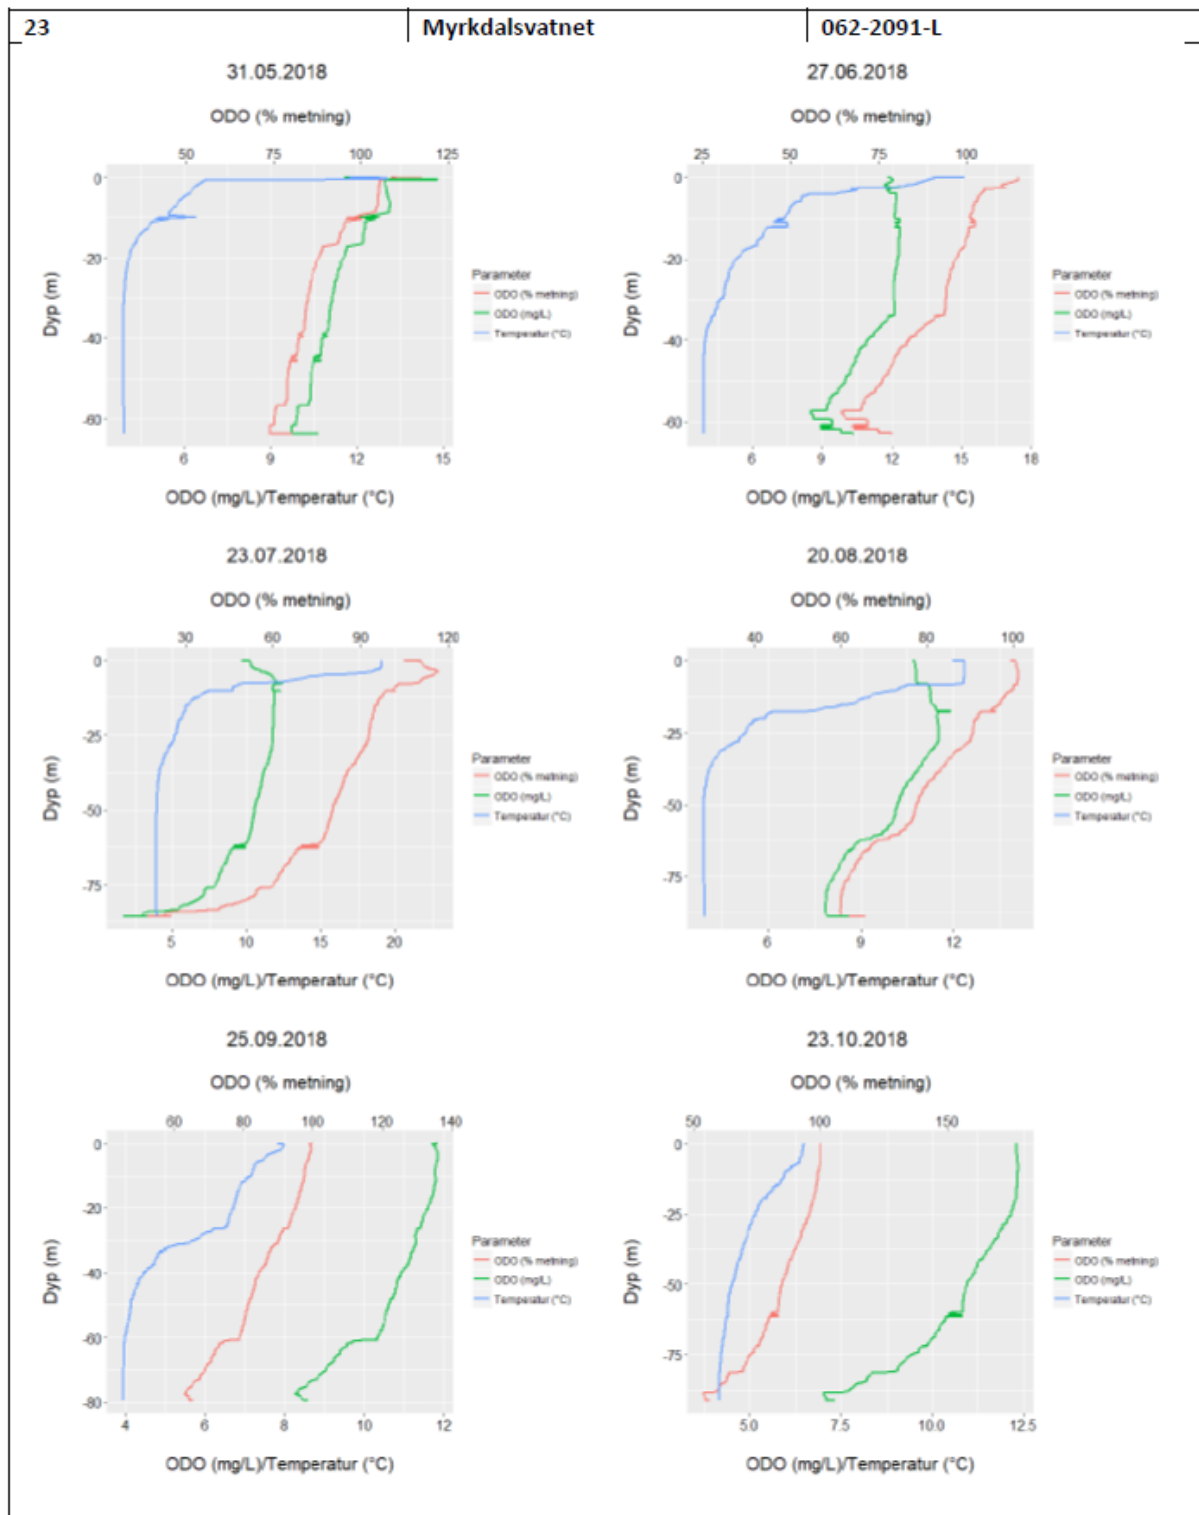 23 Myrkdalsvatnet 062-2091-L
31.05.2018
ODO (% metning)
50 75 100 125
0
-20
-40
-60
Dyp (m)
6 9 12 15
ODO (mg/L)/Temperatur (°C)
Parameter
ODO (% metning)
ODO (mg/L)
Temperatur (°C)
27.06.2018
ODO (% metning)
25 50 75 100
0
-20
-40
-60
Dyp (m)
6 9 12 15 18
ODO (mg/L)/Temperatur (°C)
Parameter
ODO (% metning)
ODO (mg/L)
Temperatur (°C)
23.07.2018
ODO (% metning)
30 60 90 120
0
-25
-50
-75
Dyp (m)
5 10 15 20
ODO (mg/L)/Temperatur (°C)
Parameter
ODO (% metning)
ODO (mg/L)
Temperatur (°C)
20.08.2018
ODO (% metning)
40 60 80 100
0
-25
-50
-75
Dyp (m)
6 9 12
ODO (mg/L)/Temperatur (°C)
Parameter
ODO (% metning)
ODO (mg/L)
Temperatur (°C)
25.09.2018
ODO (% metning)
60 80 100 120 140
0
-20
-40
-60
-80
Dyp (m)
4 6 8 10 12
ODO (mg/L)/Temperatur (°C)
Parameter
ODO (% metning)
ODO (mg/L)
Temperatur (°C)
23.10.2018
ODO (% metning)
50 100 150
0
-25
-50
-75
Dyp (m)
5.0 7.5 10.0 12.5
ODO (mg/L)/Temperatur (°C)
Parameter
ODO (% metning)
ODO (mg/L)
Temperatur (°C)